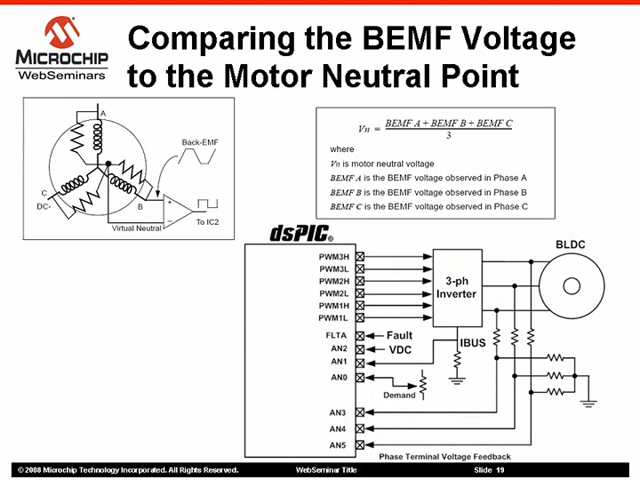 Comparing the BEMF Voltage
to the Motor Neutral Point
MICROCHIP
WebSeminars
A
Back-EMF
C
DC-
B
+
−
To IC2
Virtual Neutral
Vn = BEMF A + BEMF B + BEMF C
3
where
Vn is motor neutral voltage
BEMF A is the BEMF voltage observed in Phase A
BEMF B is the BEMF voltage observed in Phase B
BEMF C is the BEMF voltage observed in Phase C
dsPIC®
BLDC
PWM3H
PWM3L
PWM2H
PWM2L
PWM1H
PWM1L
3-ph
Inverter
FLTA
Fault
AN2
VDC
IBUS
AN1
AN0
Demand
AN3
AN4
AN5
Phase Terminal Voltage Feedback
© 2008 Microchip Technology Incorporated. All Rights Reserved. WebSeminar Title Slide 19